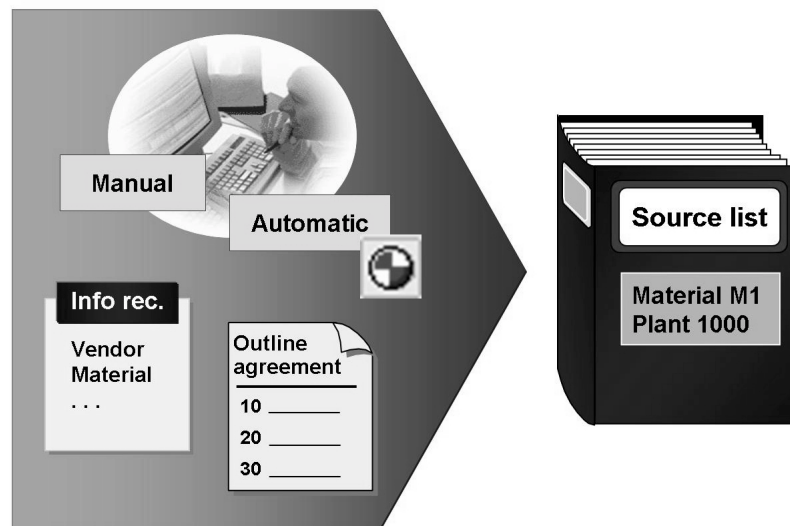 Manual
Automatic
Info rec.
Vendor
Material
. . .
Outline
agreement
10
20
30
Source list
Material M1
Plant 1000